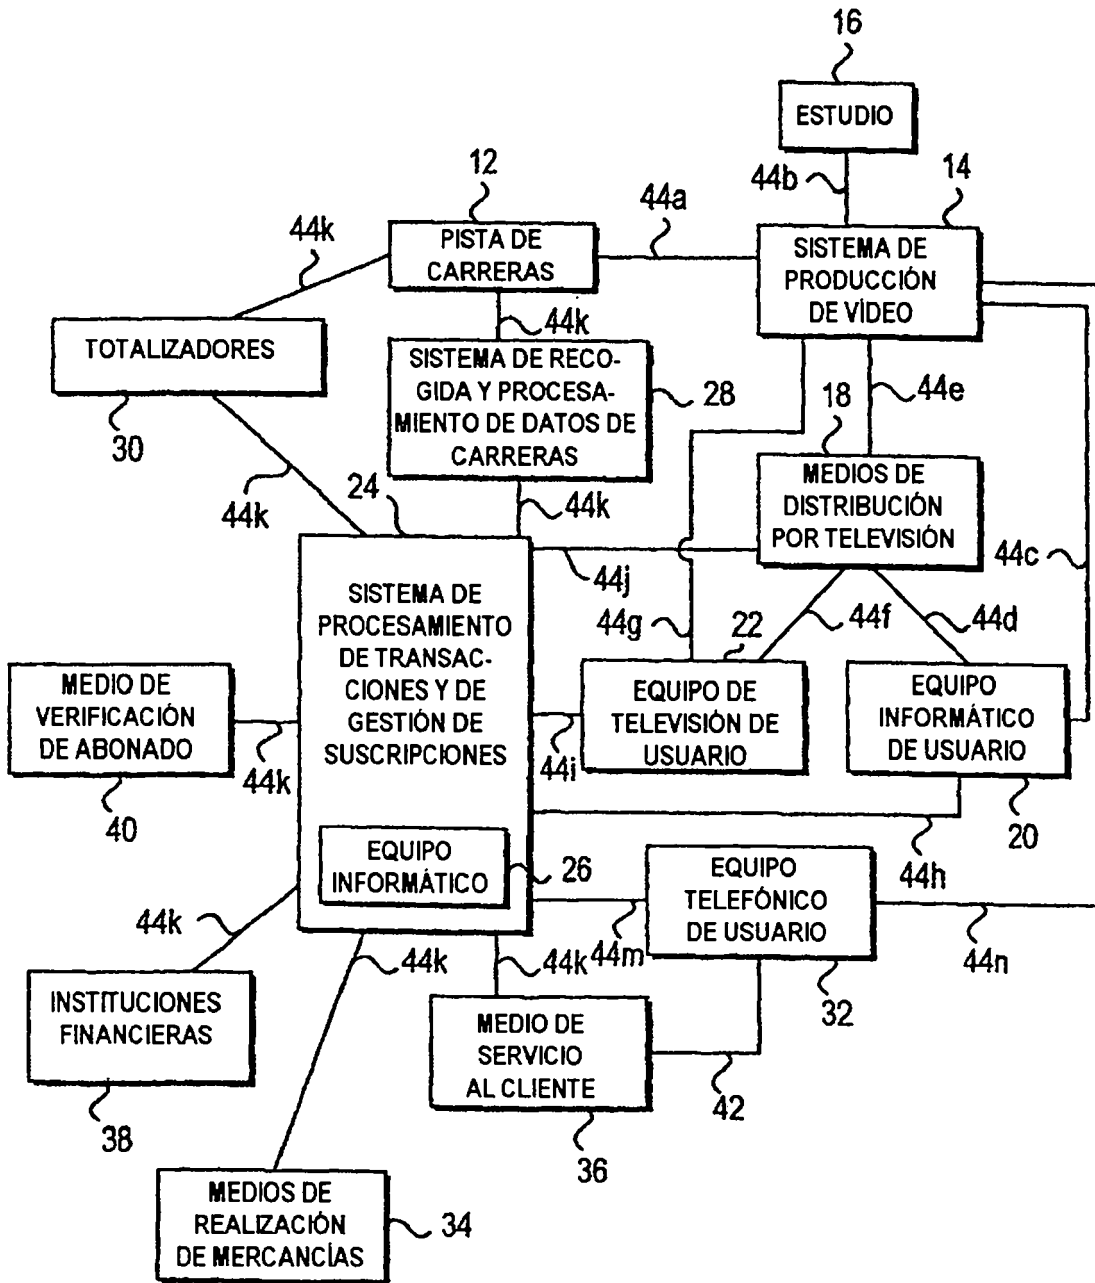 16
ESTUDIO
44b
14
12
44a
44k
PISTA DE
CARRERAS
SISTEMA DE
PRODUCCIÓN
DE VÍDEO
44k
TOTALIZADORES
30
SISTEMA DE RECO-
GIDA Y PROCESA-
MIENTO DE DATOS DE
CARRERAS
28
18
44e
44k
24
44k
MEDIOS DE
DISTRIBUCIÓN
POR TELEVISIÓN
44c
44j
44g
22
44f
44d
SISTEMA DE
PROCESAMIENTO
DE TRANSAC-
CIONES Y DE
GESTIÓN DE
SUSCRIPCIONES
MEDIO DE
VERIFICACIÓN
DE ABONADO
44k
40
EQUIPO DE
TELEVISIÓN DE
USUARIO
44i
EQUIPO
INFORMÁTICO
DE USUARIO
20
44h
EQUIPO
INFORMÁTICO
26
EQUIPO
TELEFÓNICO
DE USUARIO
44m
44n
32
44k
44k
44k
INSTITUCIONES
FINANCIERAS
38
MEDIO DE
SERVICIO
AL CLIENTE
42
36
MEDIOS DE
REALIZACIÓN
DE MERCANCÍAS
34